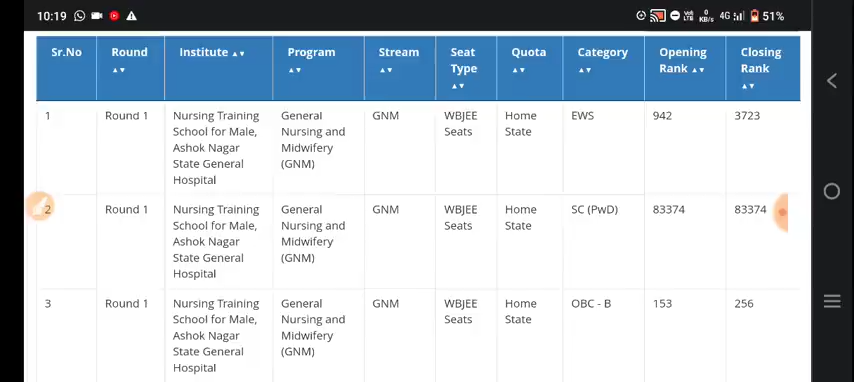 10:19 0 KB/s 4G 51%
Sr.No Round Institute Program Stream Seat Type Quota Category Opening Rank Closing Rank
1 Round 1 Nursing Training School for Male, Ashok Nagar State General Hospital General Nursing and Midwifery (GNM) GNM WBJEE Seats Home State EWS 942 3723
2 Round 1 Nursing Training School for Male, Ashok Nagar State General Hospital General Nursing and Midwifery (GNM) GNM WBJEE Seats Home State SC (PwD) 83374 83374
3 Round 1 Nursing Training School for Male, Ashok Nagar State General Hospital General Nursing and Midwifery (GNM) GNM WBJEE Seats Home State OBC - B 153 256